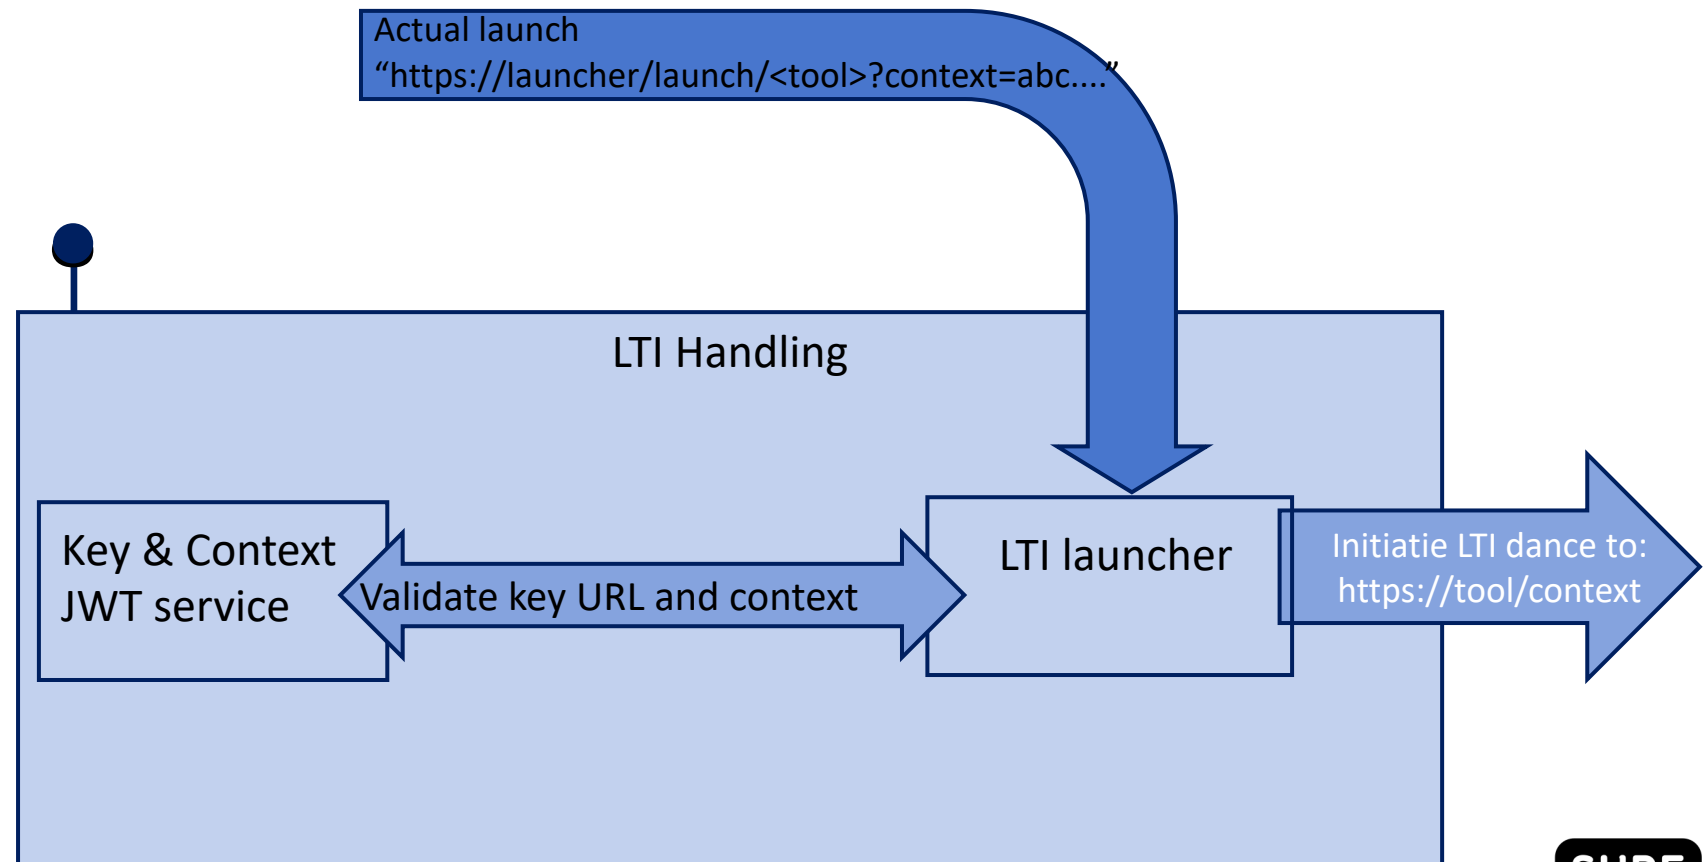 Actual launch
“https://launcher/launch/<tool>?context=abc....”
LTI Handling
Key & Context
JWT service
Validate key URL and context
LTI launcher
Initiatie LTI dance to:
https://tool/context